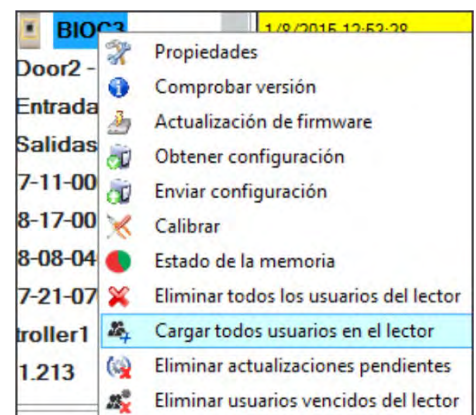 BIOC3
1/8/2015 12:53:28
Door2 -
Entrada
Salidas
7-11-00
8-17-00
8-08-04
7-21-07
troller1
1.213
Propiedades
Comprobar versión
Actualización de firmware
Obtener configuración
Enviar configuración
Calibrar
Estado de la memoria
Eliminar todos los usuarios del lector
Cargar todos usuarios en el lector
Eliminar actualizaciones pendientes
Eliminar usuarios vencidos del lector